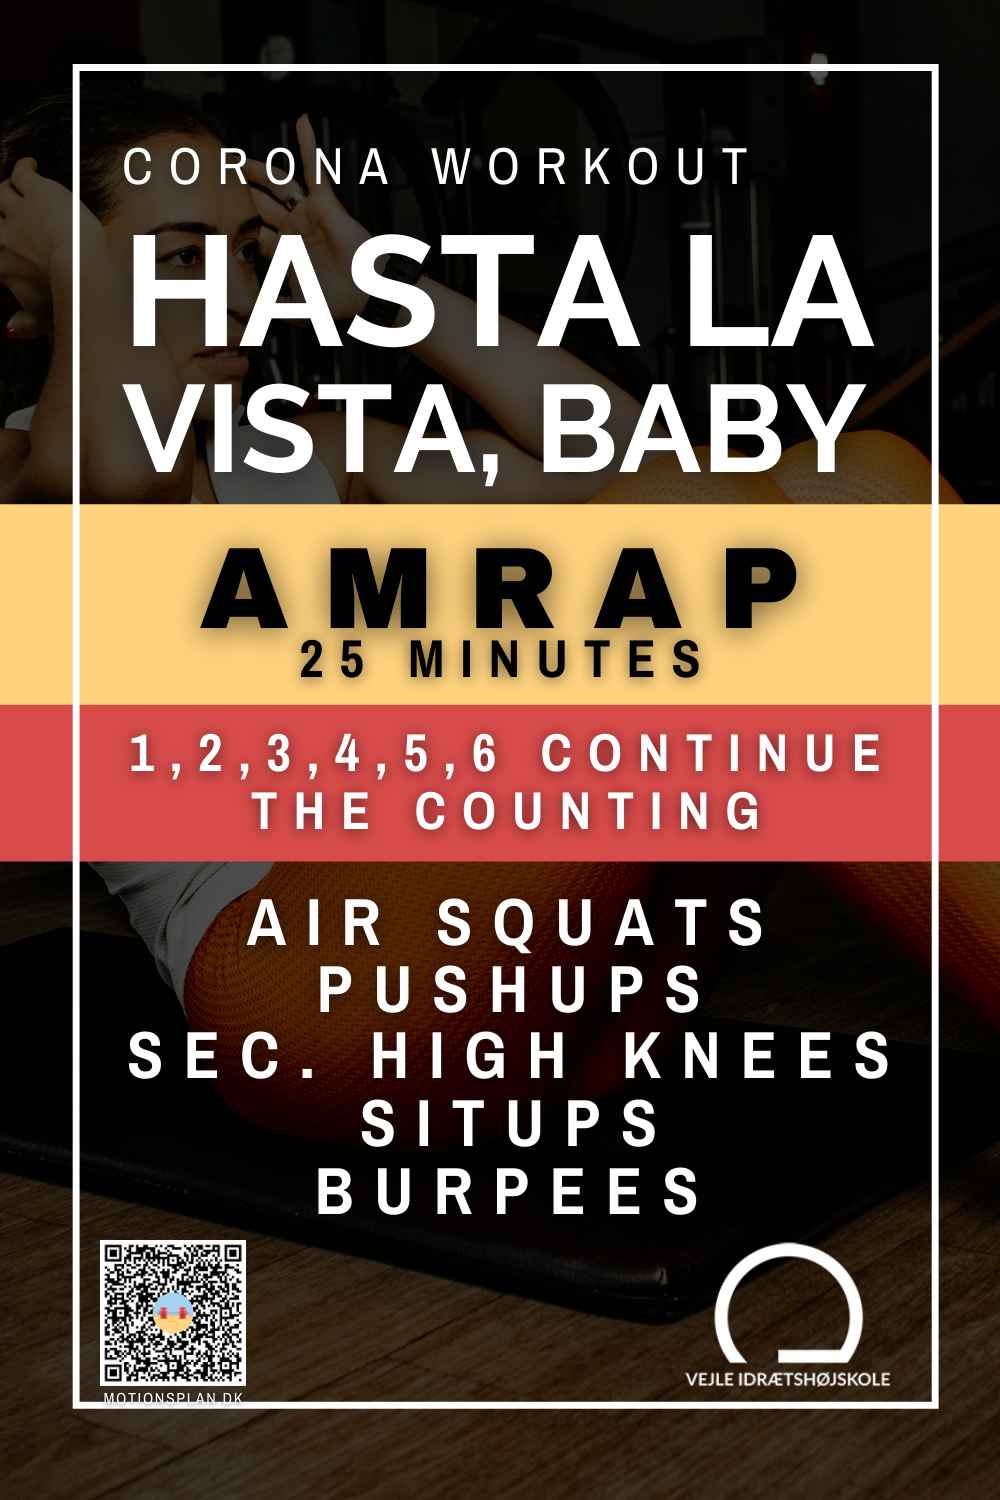 CORONA WORKOUT
HASTA LA
VISTA, BABY
AMRAP
25 MINUTES
1,2,3,4,5,6 CONTINUE
THE COUNTING
AIR SQUATS
PUSHUPS
SEC. HIGH KNEES
SITUPS
BURPEES
MOTIONSPLAN.DK
VEJLE IDRÆTSHØJSKOLE